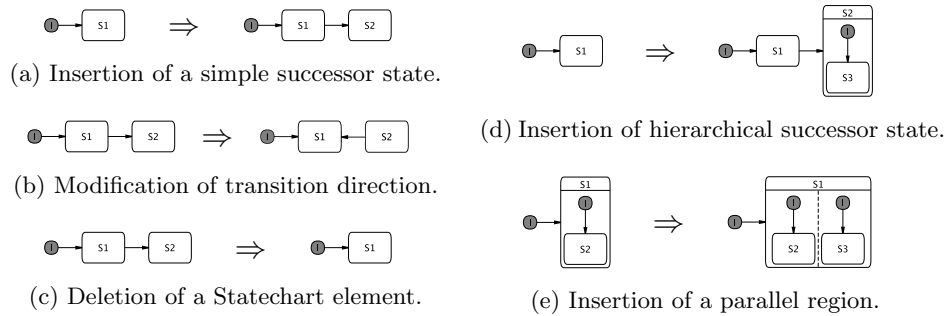 I S1 ⇒ I S1 S2
(a) Insertion of a simple successor state.
I S1 S2 ⇒ I S1 S2
(b) Modification of transition direction.
I S1 S2 ⇒ I S1
(c) Deletion of a Statechart element.
S2
I
I S1 ⇒ I S1
S3
(d) Insertion of hierarchical successor state.
S1 S1
I I I
I ⇒ I
S2 S2 S3
(e) Insertion of a parallel region.